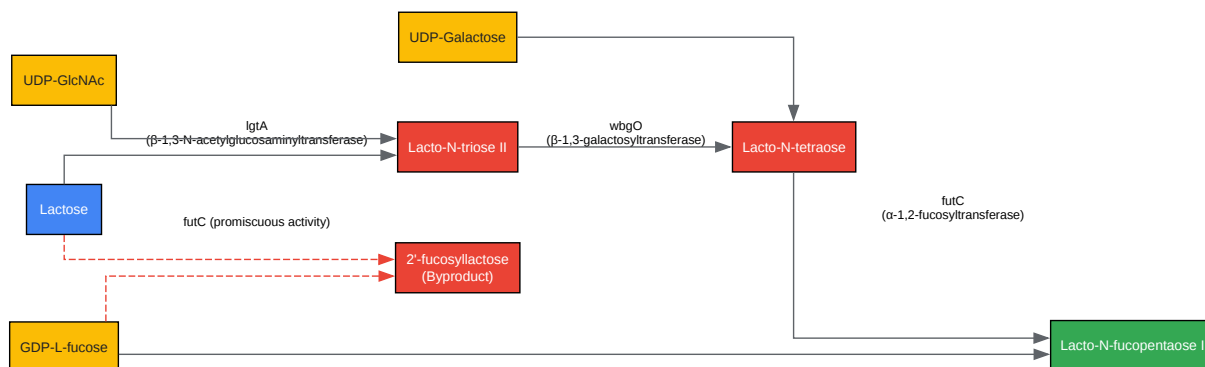 UDP-Galactose
UDP-GlcNAc
lgtA
(β-1,3-N-acetylglucosaminyltransferase)
wbgO
(β-1,3-galactosyltransferase)
Lacto-N-triose II
Lacto-N-tetraose
Lactose
futC (promiscuous activity)
futC
(α-1,2-fucosyltransferase)
2'-fucosyllactose
(Byproduct)
GDP-L-fucose
Lacto-N-fucopentaose I